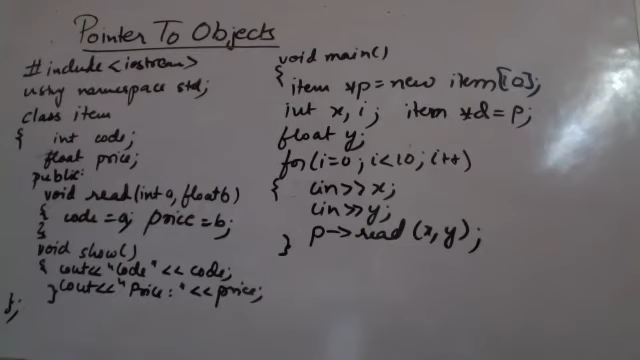 Pointer To Objects
#include<iostream>
using namespace std;
class item
{ int code;
float price;
public:
void read(int a, float b)
{ code=a; price=b;
}
void show()
{ cout<<"Code"<<code;
cout<<"Price:"<<price;
}
};
void main()
{ item *p=new item[10];
int x, i; item *d=p;
float y;
for(i=0; i<10; i++)
{ cin>>x;
cin>>y;
p->read(x,y);
}